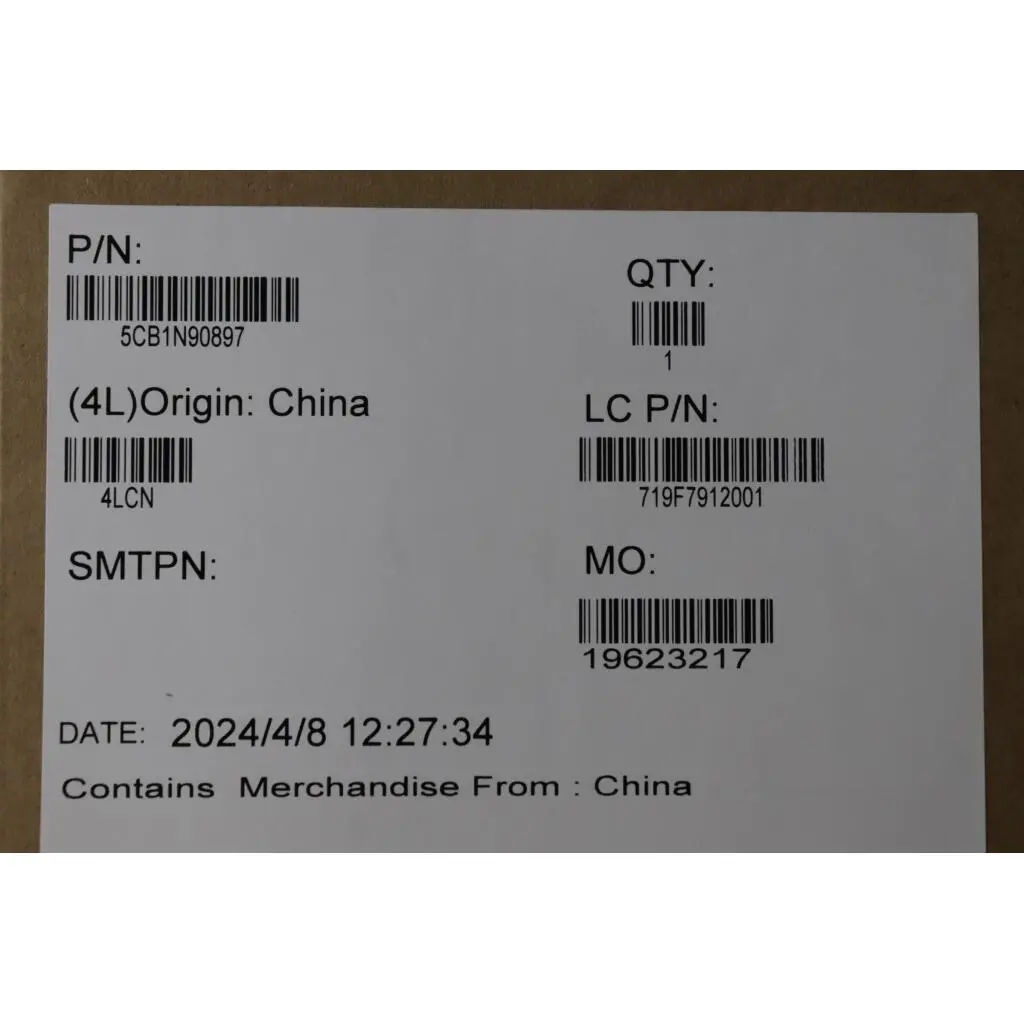 P/N:
5CB1N90897
QTY:
1
(4L)Origin: China
4LCN
LC P/N:
719F7912001
SMTPN:
MO:
19623217
DATE: 2024/4/8 12:27:34
Contains Merchandise From : China